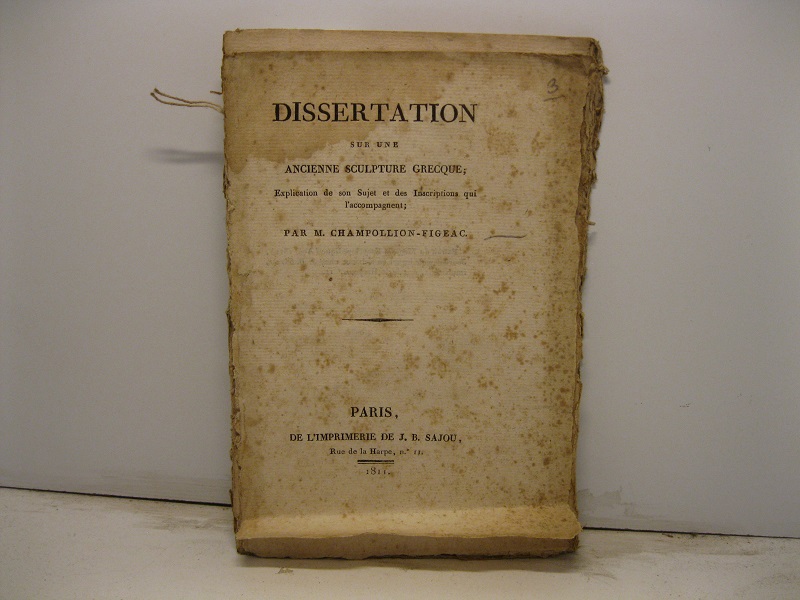 3
DISSERTATION
SUR UNE
ANCIENNE SCULPTURE GRECQUE;
Explication de son Sujet et des Inscriptions qui
l'accompagnent;
PAR M. CHAMPOLLION-FIGEAC.
PARIS,
DE L'IMPRIMERIE DE J. B. SAJOU,
Rue de la Harpe, n.° 11.
1811.